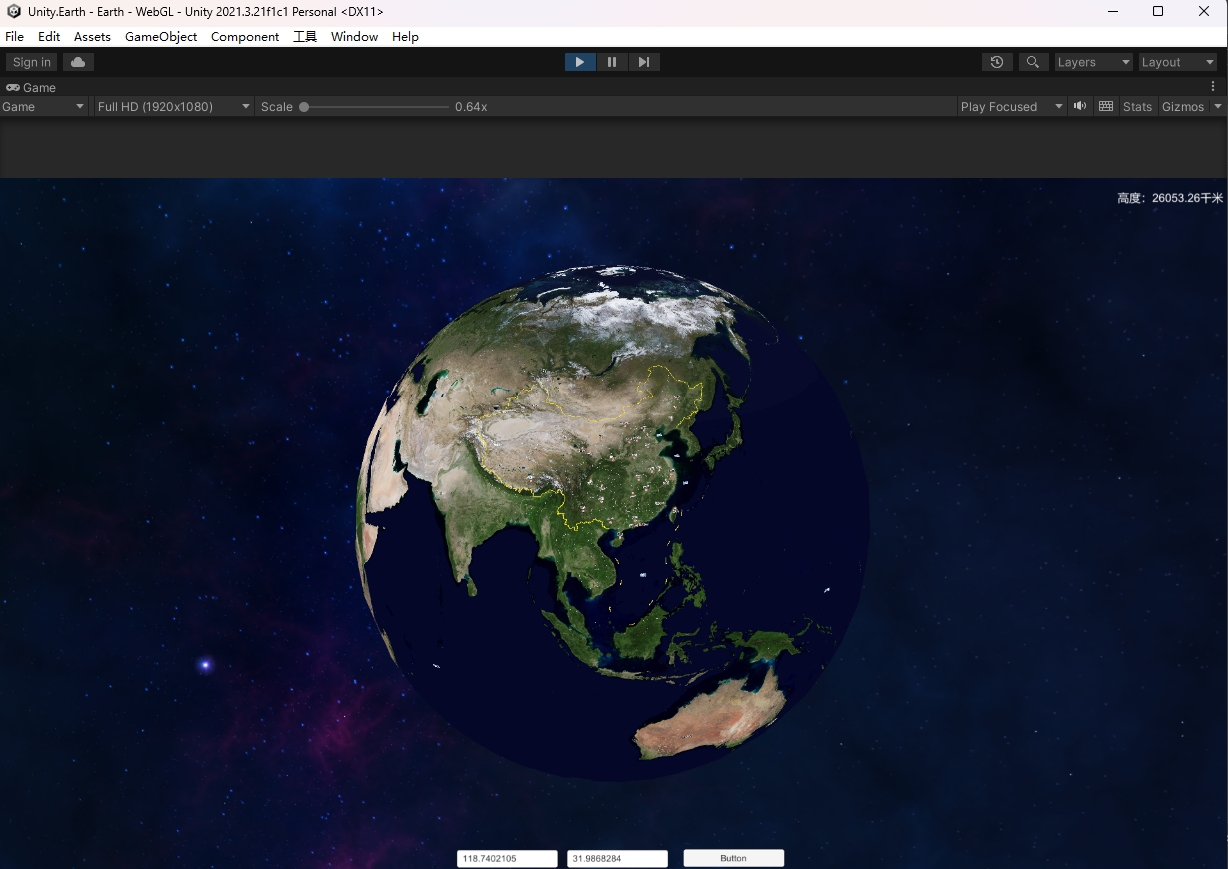 Unity.Earth - Earth - WebGL - Unity 2021.3.21f1c1 Personal <DX11>
File Edit Assets GameObject Component 工具 Window Help
Sign in Layers Layout
Game
Game Full HD (1920x1080) Scale 0.64x Play Focused Stats Gizmos
高度：26053.26千米
118.7402105 31.9868284 Button